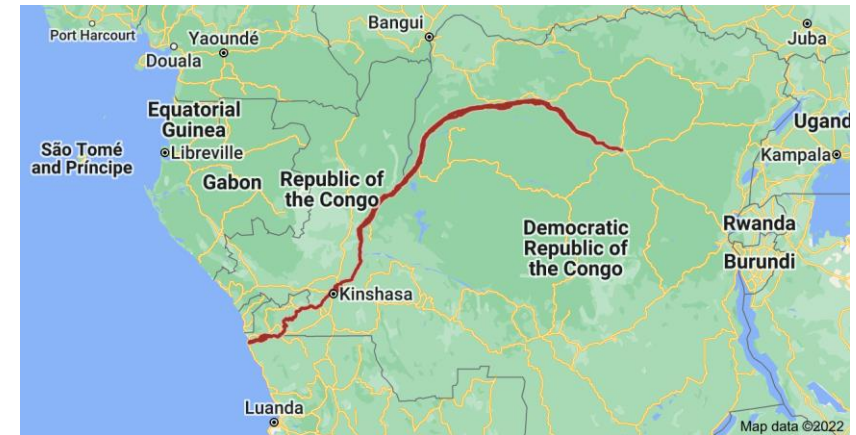 Bangui
Port Harcourt
Yaoundé
Juba
Douala
Equatorial
Guinea
São Tomé
and Príncipe
Libreville
Ugand
Kampala
Gabon
Republic of
the Congo
Democratic
Republic of
the Congo
Rwanda
Burundi
Kinshasa
Luanda
Map data ©2022